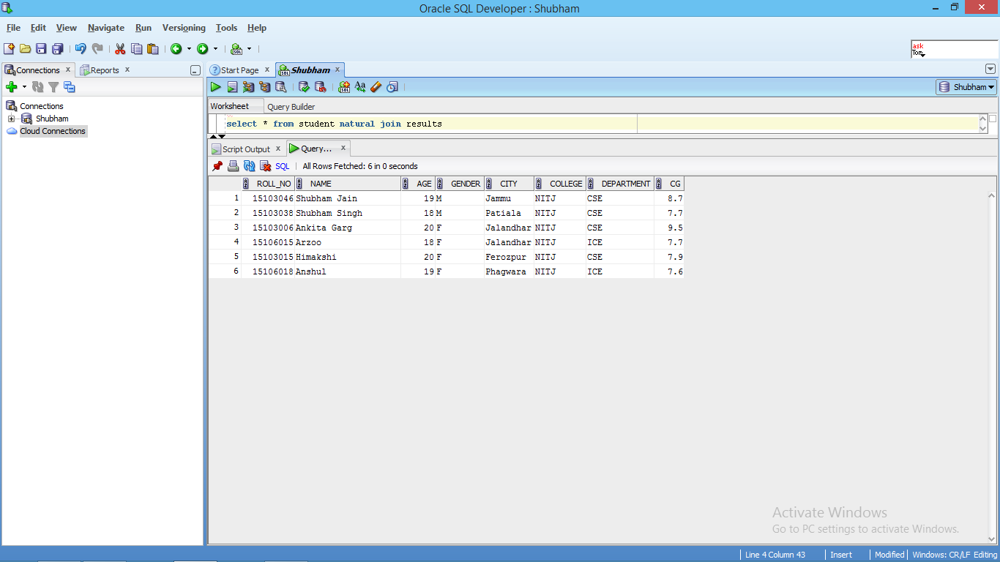 Oracle SQL Developer : Shubham
File Edit View Navigate Run Versioning Tools Help
ask
Tom
Connections x Reports x
Start Page x Shubham x
SQL Aa Shubham
Connections
Shubham
Cloud Connections
Worksheet Query Builder
select * from student natural join results
Script Output x Query... x
SQL | All Rows Fetched: 6 in 0 seconds
ROLL_NO NAME AGE GENDER CITY COLLEGE DEPARTMENT CG
1 15103046 Shubham Jain 19 M Jammu NITJ CSE 8.7
2 15103038 Shubham Singh 18 M Patiala NITJ CSE 7.7
3 15103006 Ankita Garg 20 F Jalandhar NITJ CSE 9.5
4 15106015 Arzoo 18 F Jalandhar NITJ ICE 7.7
5 15103015 Himakshi 20 F Ferozpur NITJ CSE 7.9
6 15106018 Anshul 19 F Phagwara NITJ ICE 7.6
Activate Windows
Go to PC settings to activate Windows.
Line 4 Column 43 Insert Modified Windows: CR/LF Editing